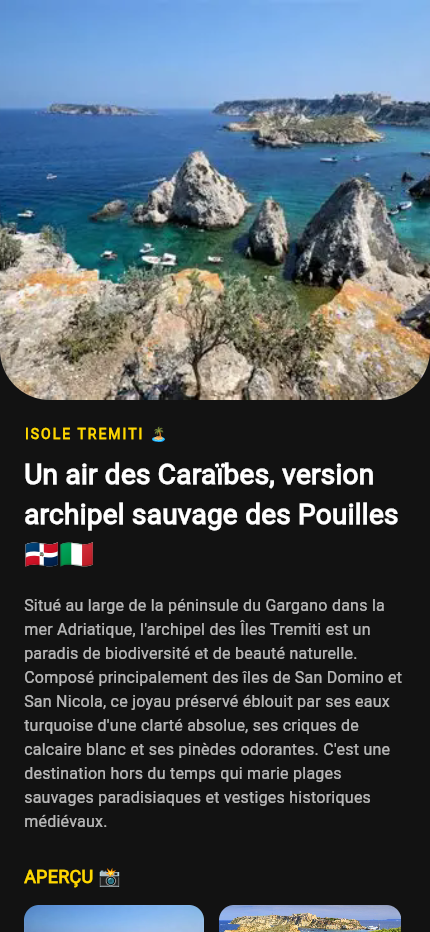 ISOLE TREMITI 🏝️
Un air des Caraïbes, version
archipel sauvage des Pouilles
🇩🇴🇮🇹
Situé au large de la péninsule du Gargano dans la
mer Adriatique, l'archipel des Îles Tremiti est un
paradis de biodiversité et de beauté naturelle.
Composé principalement des îles de San Domino et
San Nicola, ce joyau préservé éblouit par ses eaux
turquoise d'une clarté absolue, ses criques de
calcaire blanc et ses pinèdes odorantes. C'est une
destination hors du temps qui marie plages
sauvages paradisiaques et vestiges historiques
médiévaux.
APERÇU 📸